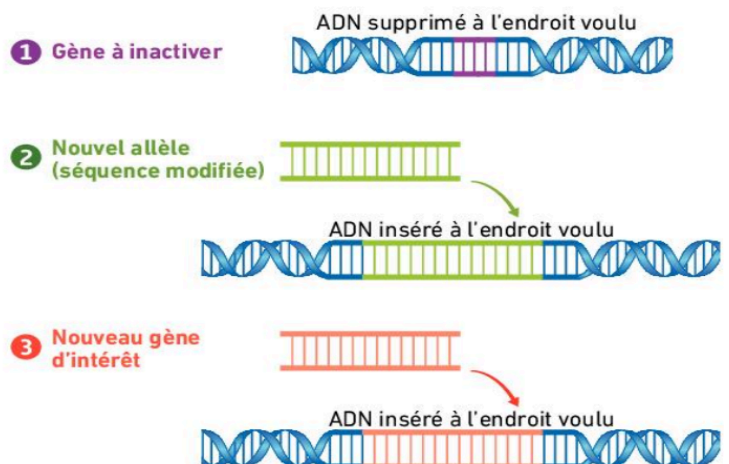 ADN supprimé à l'endroit voulu
1 Gène à inactiver
2 Nouvel allèle
(séquence modifiée)
ADN inséré à l'endroit voulu
3 Nouveau gène
d'intérêt
ADN inséré à l'endroit voulu